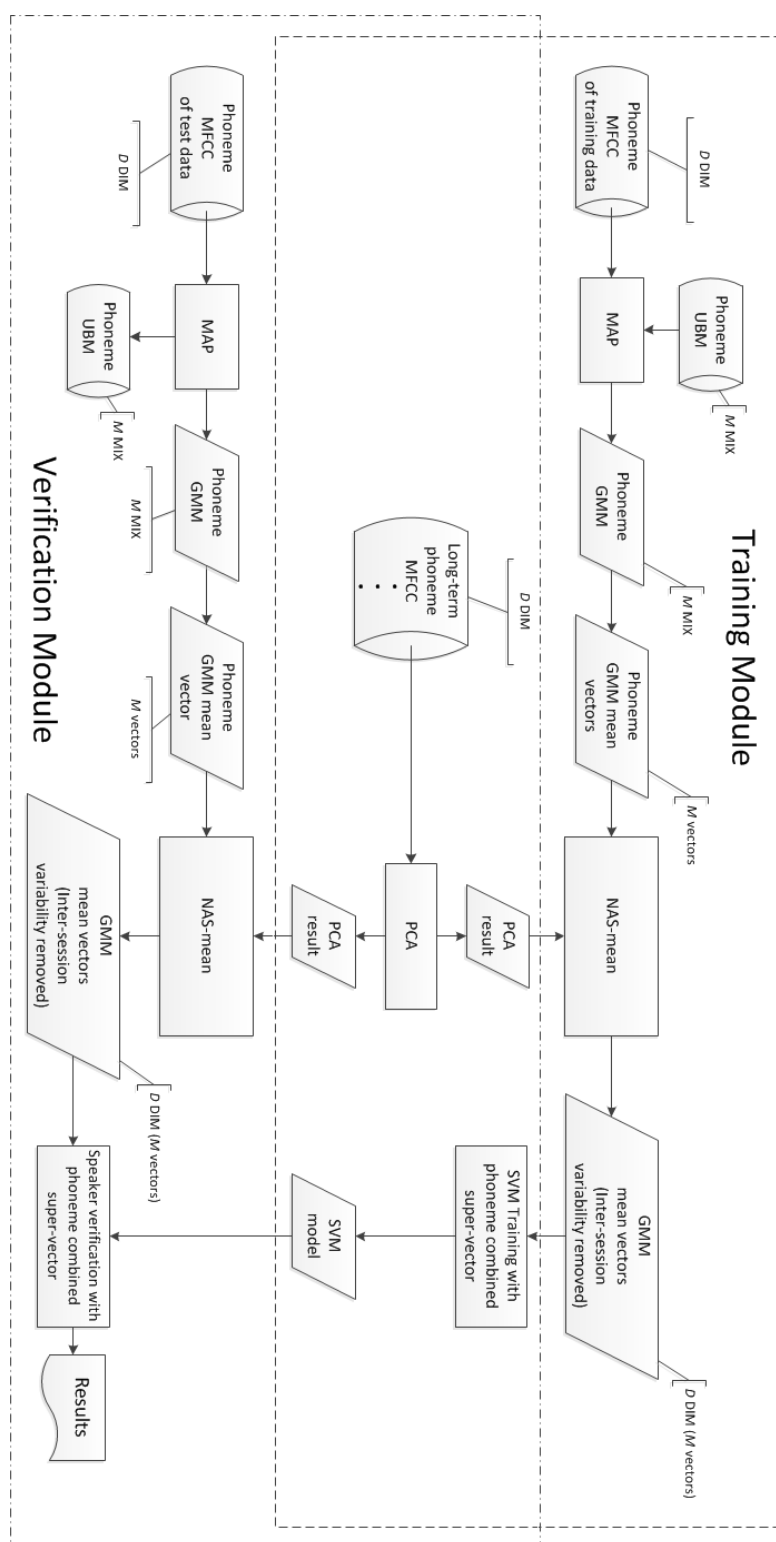 Training Module
D DIM
Phoneme
MFCC
of training data
Phoneme
UBM
M MIX
MAP
Phoneme
GMM
M MIX
Phoneme
GMM mean
vectors
M vectors
NAS-mean
GMM
mean vectors
(Inter-session
variability removed)
D DIM (M vectors)
D DIM
Long-term
phoneme
MFCC
• • •
PCA
PCA
result
PCA
result
SVM Training with
phoneme combined
super-vector
SVM
model
Phoneme
MFCC
of test data
D DIM
MAP
Phoneme
UBM
M MIX
Phoneme
GMM
M MIX
Phoneme
GMM mean
vector
M vectors
NAS-mean
GMM
mean vectors
(Inter-session
variability removed)
D DIM (M vectors)
Speaker verification with
phoneme combined
super-vector
Results
Verification Module